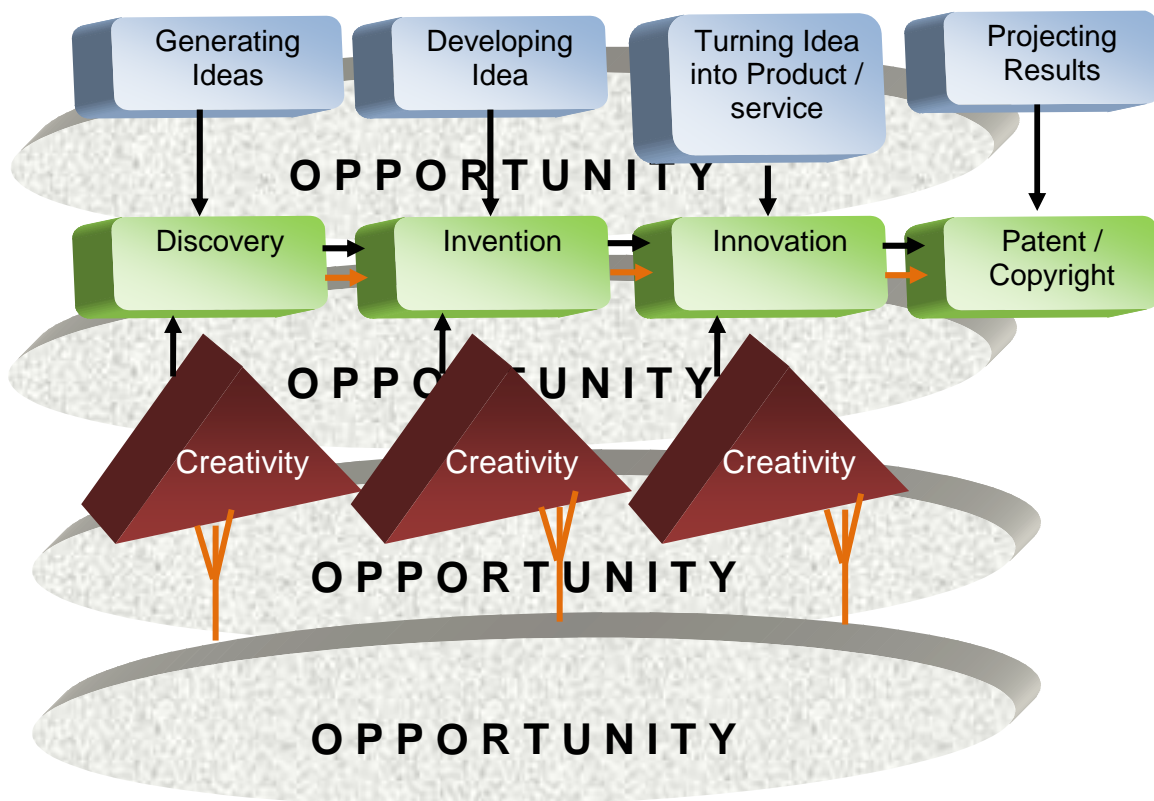 Generating
Ideas
Developing
Idea
Turning Idea
into Product /
service
Projecting
Results
OPPORTUNITY
Discovery
Invention
Innovation
Patent /
Copyright
OPPORTUNITY
Creativity
Creativity
Creativity
OPPORTUNITY
OPPORTUNITY